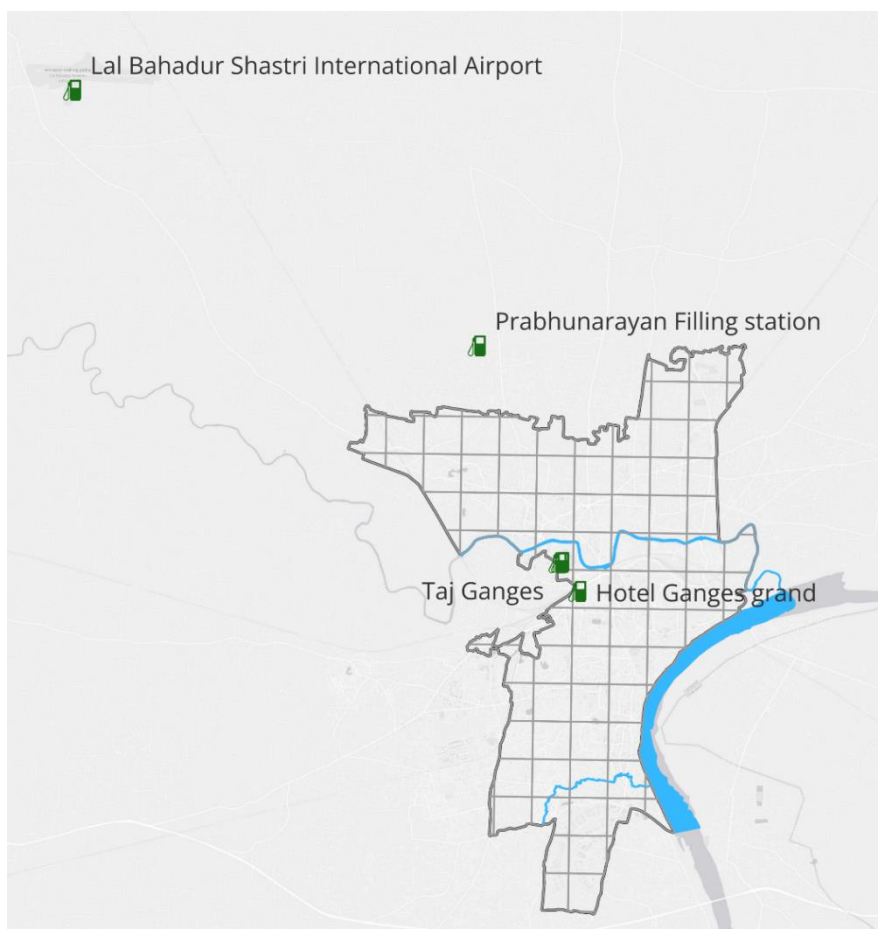 Lal Bahadur Shastri International Airport
Prabhunarayan Filling station
Taj Ganges
Hotel Ganges grand